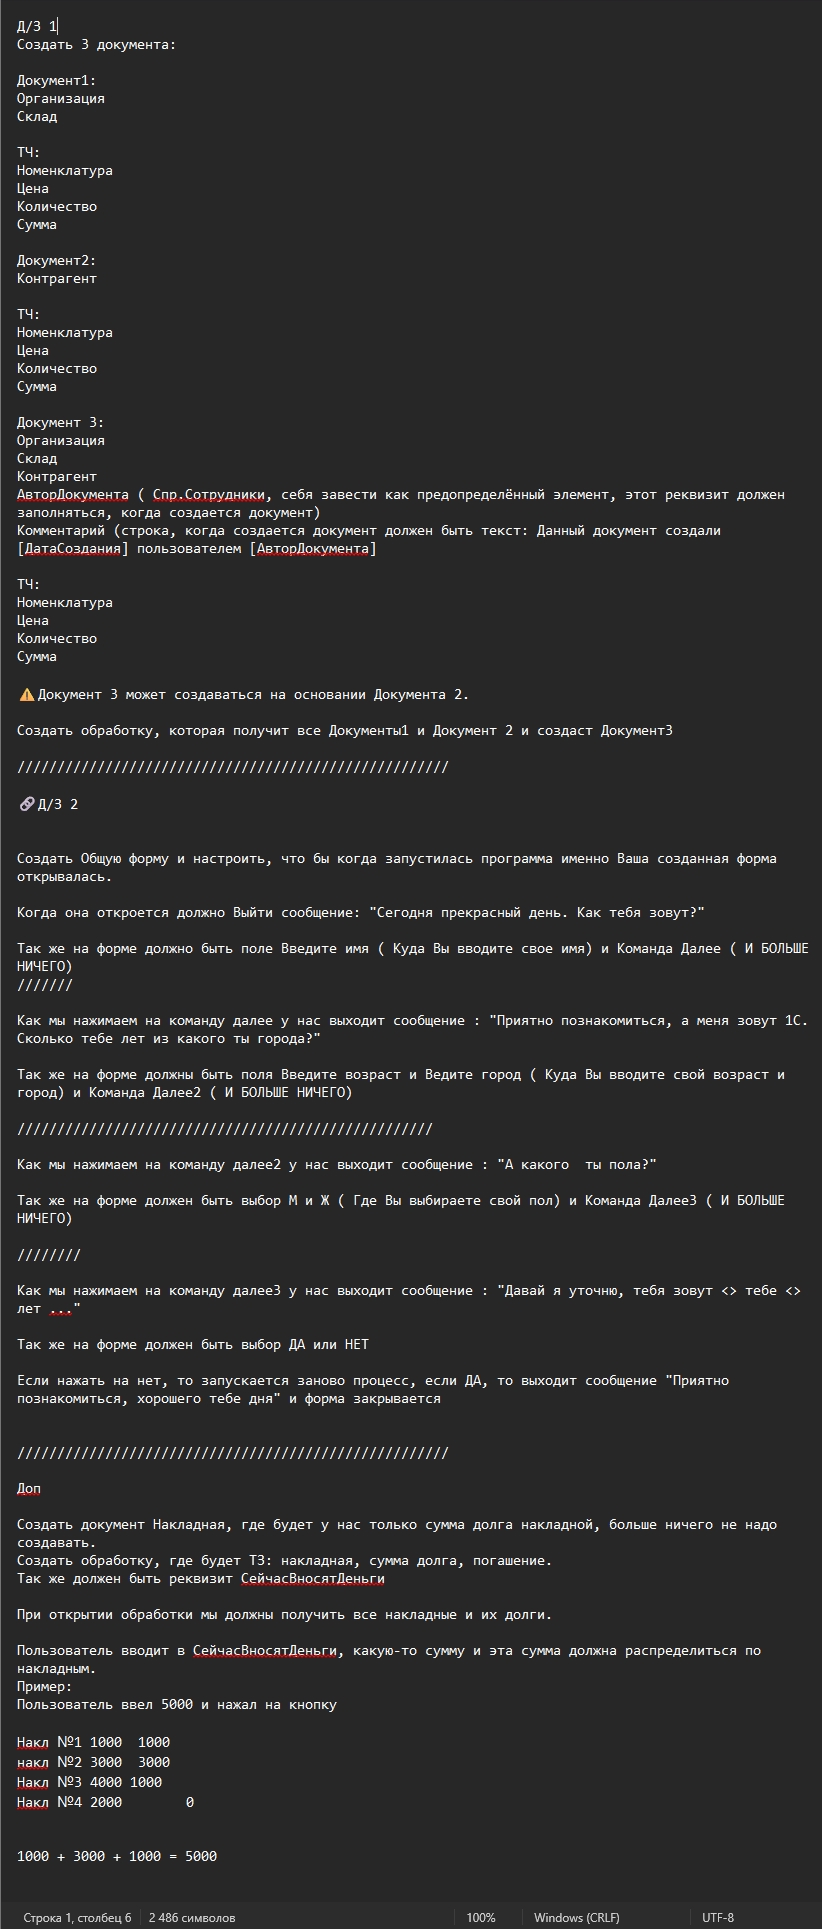 Д/З 1
Создать 3 документа:
Документ1:
Организация
Склад
ТЧ:
Номенклатура
Цена
Количество
Сумма
Документ2:
Контрагент
ТЧ:
Номенклатура
Цена
Количество
Сумма
Документ 3:
Организация
Склад
Контрагент
АвторДокумента ( Спр.Сотрудники, себя завести как предопределённый элемент, этот реквизит должен
заполняться, когда создается документ)
Комментарий (строка, когда создается документ должен быть текст: Данный документ создали
[ДатаСоздания] пользователем [АвторДокумента]
ТЧ:
Номенклатура
Цена
Количество
Сумма
⚠️Документ 3 может создаваться на основании Документа 2.
Создать обработку, которая получит все Документы1 и Документ 2 и создаст Документ3
//////////////////////////////////////////////////////
🔗Д/З 2
Создать Общую форму и настроить, что бы когда запустилась программа именно Ваша созданная форма
открывалась.
Когда она откроется должно Выйти сообщение: "Сегодня прекрасный день. Как тебя зовут?"
Так же на форме должно быть поле Введите имя ( Куда Вы вводите свое имя) и Команда Далее ( И БОЛЬШЕ
НИЧЕГО)
///////
Как мы нажимаем на команду далее у нас выходит сообщение : "Приятно познакомиться, а меня зовут 1С.
Сколько тебе лет из какого ты города?"
Так же на форме должны быть поля Введите возраст и Ведите город ( Куда Вы вводите свой возраст и
город) и Команда Далее2 ( И БОЛЬШЕ НИЧЕГО)
////////////////////////////////////////////////////
Как мы нажимаем на команду далее2 у нас выходит сообщение : "А какого  ты пола?"
Так же на форме должен быть выбор М и Ж ( Где Вы выбираете свой пол) и Команда Далее3 ( И БОЛЬШЕ
НИЧЕГО)
////////
Как мы нажимаем на команду далее3 у нас выходит сообщение : "Давай я уточню, тебя зовут <> тебе <>
лет ..."
Так же на форме должен быть выбор ДА или НЕТ
Если нажать на нет, то запускается заново процесс, если ДА, то выходит сообщение "Приятно
познакомиться, хорошего тебе дня" и форма закрывается
//////////////////////////////////////////////////////
Доп
Создать документ Накладная, где будет у нас только сумма долга накладной, больше ничего не надо
создавать.
Создать обработку, где будет ТЗ: накладная, сумма долга, погашение.
Так же должен быть реквизит СейчасВносятДеньги
При открытии обработки мы должны получить все накладные и их долги.
Пользователь вводит в СейчасВносятДеньги, какую-то сумму и эта сумма должна распределиться по
накладным.
Пример:
Пользователь ввел 5000 и нажал на кнопку
Накл №1 1000  1000
накл №2 3000  3000
Накл №3 4000 1000
Накл №4 2000        0
1000 + 3000 + 1000 = 5000
Строка 1, столбец 6 2 486 символов 100% Windows (CRLF) UTF-8